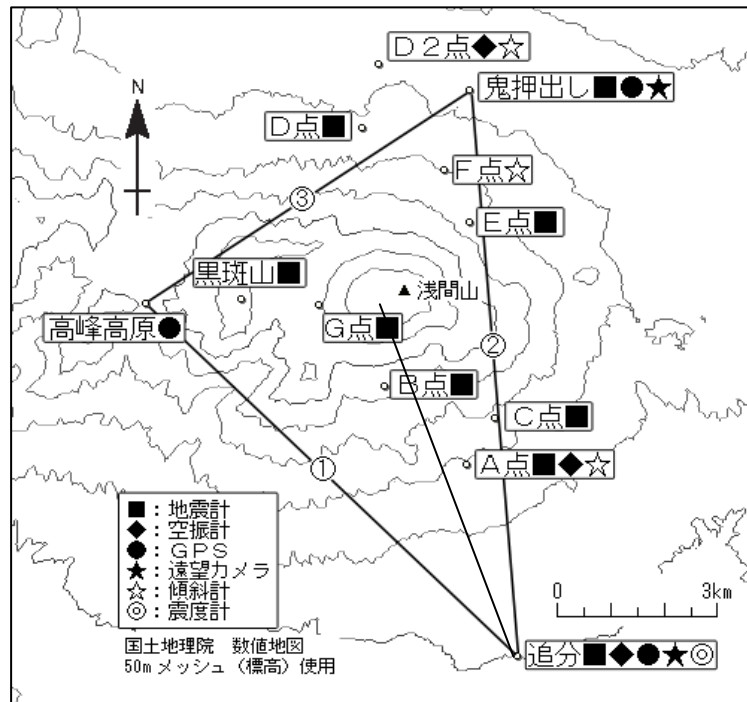 D2点◆☆
N
鬼押出し■●★
D点■
F点☆
③
E点■
黒斑山■
▲浅間山
高峰高原●
G点■
②
B点■
C点■
①
A点■◆☆
■：地震計
◆：空振計
●：GPS
★：遠望カメラ
☆：傾斜計
◎：震度計
0 3km
国土地理院 数値地図
50mメッシュ（標高）使用
追分■◆●★◎